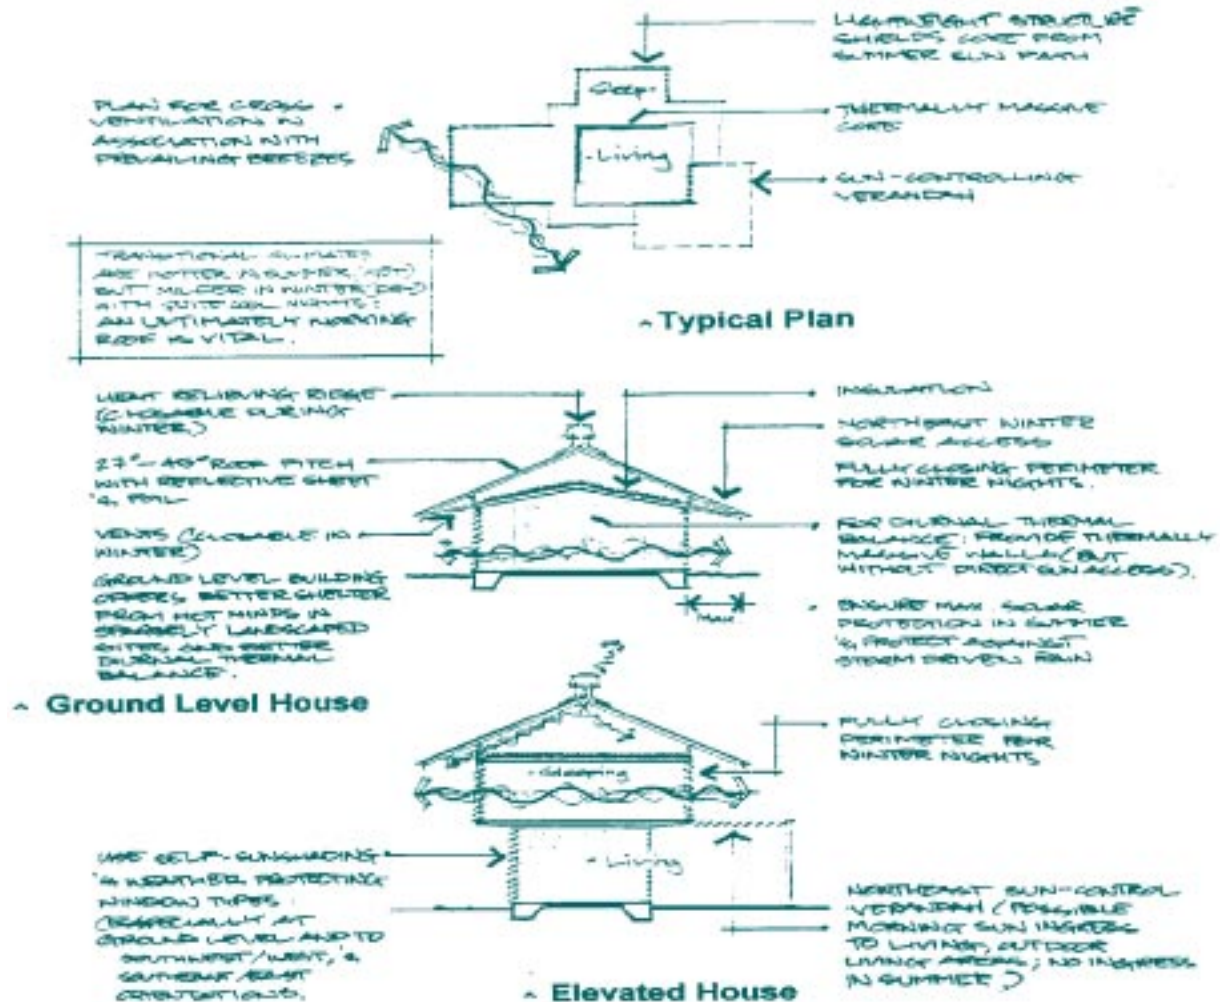 LIGHTWEIGHT STRUCTURE
SHIELDS CORE FROM
SUMMER SUN PATH
Sleep-
PLAN FOR CROSS
VENTILATION IN
ASSOCIATION WITH
PREVAILING BREEZES
THERMALLY MASSIVE
CORE
- Living
SUN-CONTROLLING
VERANDAH
TRANSITIONAL CLIMATES
ARE HOTTER IN SUMMER
BUT MILDER IN WINTER
WITH QUITE COOL NIGHTS:
AN ULTIMATELY WORKING
ROOF IS VITAL.
^ Typical Plan
HEAT RELIEVING RIDGE
(CLOSABLE DURING
WINTER)
INSULATION
NORTHEAST WINTER
SOLAR ACCESS
27°-45° ROOF PITCH
WITH REFLECTIVE SHEET
& FOIL
FULLY CLOSING PERIMETER
FOR WINTER NIGHTS.
VENTS (CLOSABLE IN
WINTER)
FOR DIURNAL THERMAL
BALANCE: PROVIDE THERMALLY
MASSIVE WALLS (BUT
WITHOUT DIRECT SUN ACCESS).
GROUND LEVEL BUILDING
OFFERS BETTER SHELTER
FROM HOT WINDS IN
SPARSELY LANDSCAPED
SITES AND BETTER
DIURNAL THERMAL
BALANCE.
MAX
ENSURE MAX. SOLAR
PROTECTION IN SUMMER
& PROTECT AGAINST
STORM DRIVEN RAIN
^ Ground Level House
FULLY CLOSING
PERIMETER FOR
WINTER NIGHTS
- Sleeping
- Living
USE SELF-SUNSHADING
& WEATHER PROTECTING
WINDOW TYPES
(ESPECIALLY AT
GROUND LEVEL AND TO
SOUTHWEST/WEST, &
SOUTHEAST/EAST
ORIENTATIONS.
NORTHEAST SUN-CONTROL
VERANDAH (POSSIBLE
MORNING SUN INGRESS
TO LIVING, OUTDOOR
LIVING AREAS; NO INGRESS
IN SUMMER)
^ Elevated House